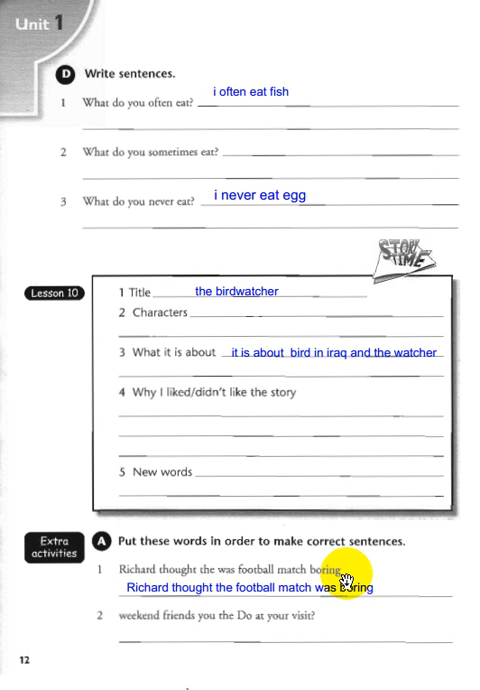 Unit 1
D Write sentences.
i often eat fish
1 What do you often eat?
2 What do you sometimes eat?
3 What do you never eat? i never eat egg
STORY TIME
Lesson 10
1 Title the birdwatcher
2 Characters
3 What it is about it is about bird in iraq and the watcher
4 Why I liked/didn't like the story
5 New words
Extra activities
A Put these words in order to make correct sentences.
1 Richard thought the was football match boring
Richard thought the football match was boring
2 weekend friends you the Do at your visit?
12